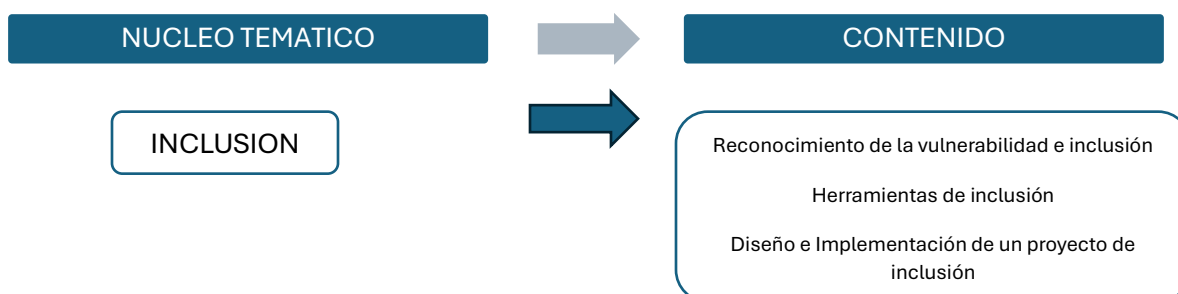 NUCLEO TEMATICO
CONTENIDO
INCLUSION
Reconocimiento de la vulnerabilidad e inclusión
Herramientas de inclusión
Diseño e Implementación de un proyecto de
inclusión